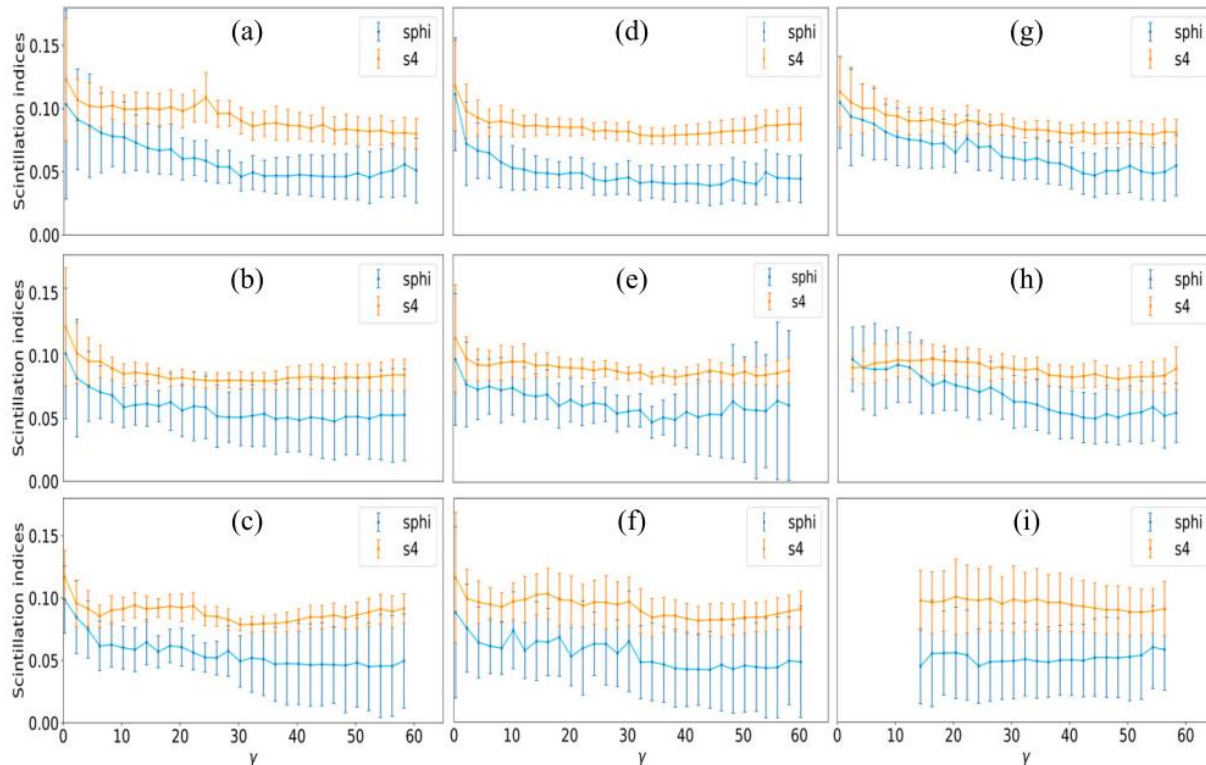 (a) (d) (g)
sphi sphi sphi
s4 s4 s4
0.15
0.10
0.05
0.00
Scintillation indices
(b) (e) (h)
sphi sphi sphi
s4 s4 s4
0.15
0.10
0.05
0.00
Scintillation indices
(c) (f) (i)
sphi sphi sphi
s4 s4 s4
0.15
0.10
0.05
0.00
Scintillation indices
0 10 20 30 40 50 60 0 10 20 30 40 50 60 0 10 20 30 40 50 60
γ γ γ